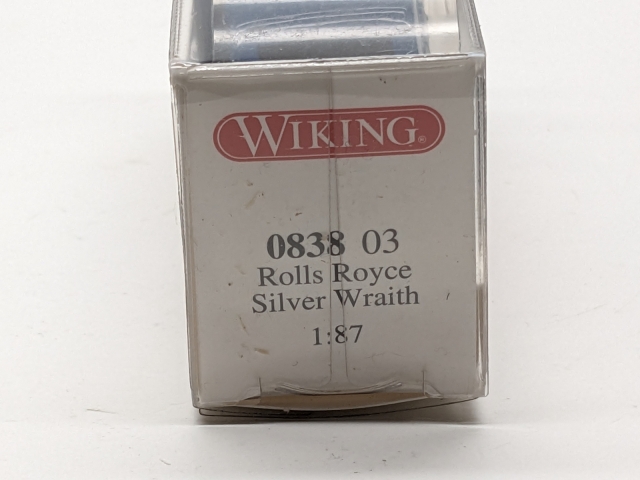 WIKING®
0838 03
Rolls Royce
Silver Wraith
1:87